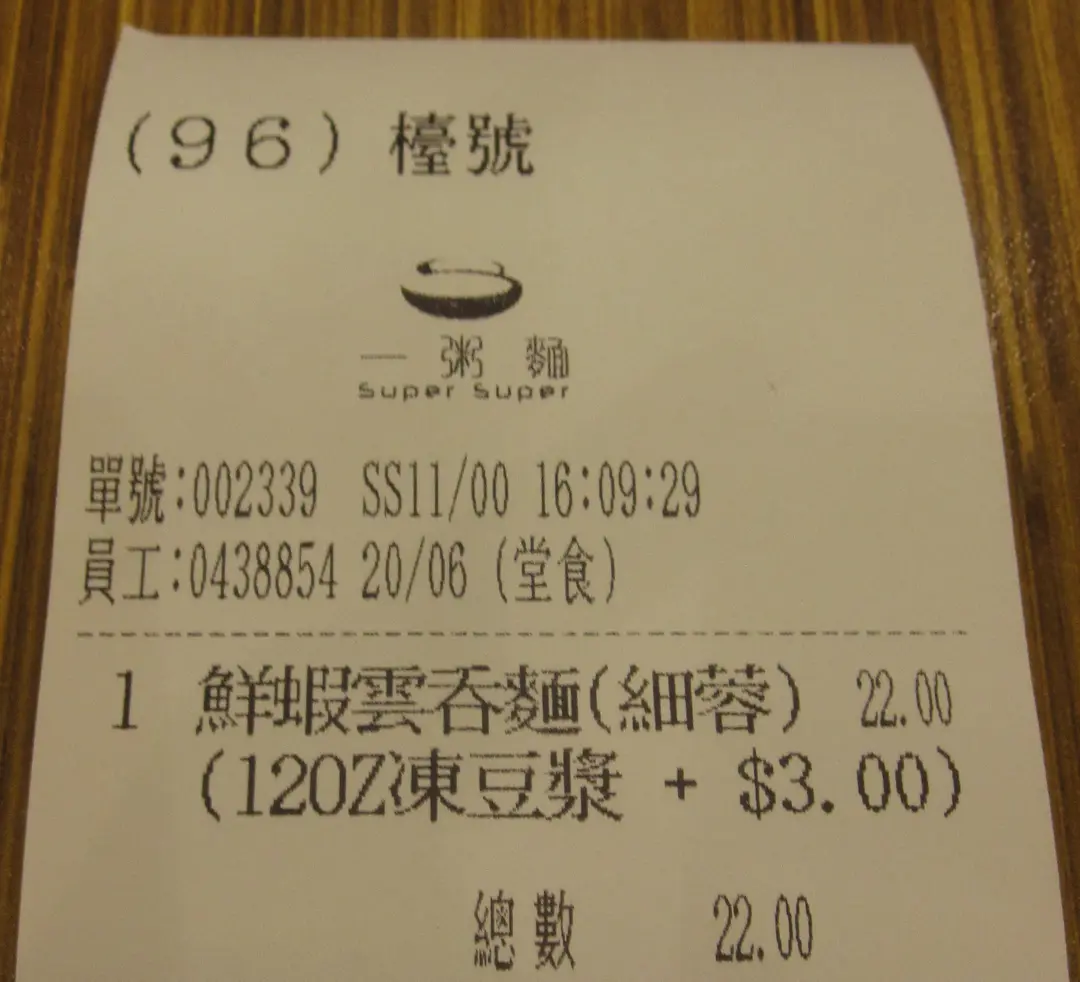 (96) 檯號
一粥麵
Super Super
單號:002339 SS11/00 16:09:29
員工:0438854 20/06 (堂食)
1 鮮蝦雲吞麵(細蓉) 22.00
(12OZ凍豆漿 + $3.00)
總數 22.00